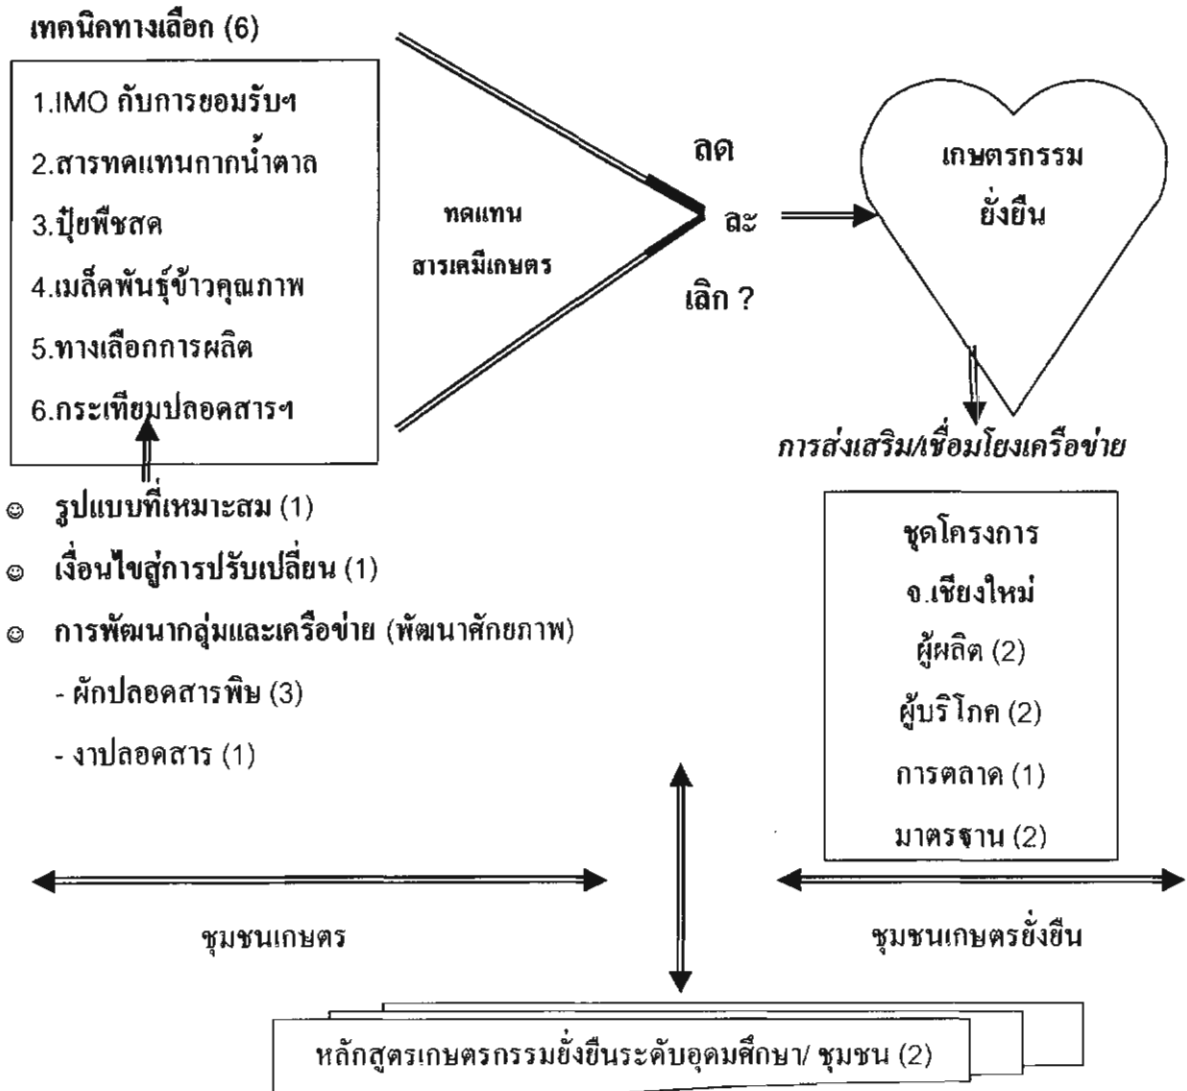 เทคนิคทางเลือก (6)
1.IMO กับการยอมรับฯ
2.สารทดแทนกากน้ำตาล
3.ปุ๋ยพืชสด
4.เมล็ดพันธุ์ข้าวคุณภาพ
5.ทางเลือกการผลิต
6.กระเทียมปลอดสารฯ
ทดแทน
สารเคมีเกษตร
ลด
ละ
เลิก ?
เกษตรกรรม
ยั่งยืน
การส่งเสริม/เชื่อมโยงเครือข่าย
☺ รูปแบบที่เหมาะสม (1)
☺ เงื่อนไขสู่การปรับเปลี่ยน (1)
☺ การพัฒนากลุ่มและเครือข่าย (พัฒนาศักยภาพ)
- ผักปลอดสารพิษ (3)
- งาปลอดสาร (1)
ชุดโครงการ
จ.เชียงใหม่
ผู้ผลิต (2)
ผู้บริโภค (2)
การตลาด (1)
มาตรฐาน (2)
ชุมชนเกษตร
ชุมชนเกษตรยั่งยืน
หลักสูตรเกษตรกรรมยั่งยืนระดับอุดมศึกษา/ ชุมชน (2)